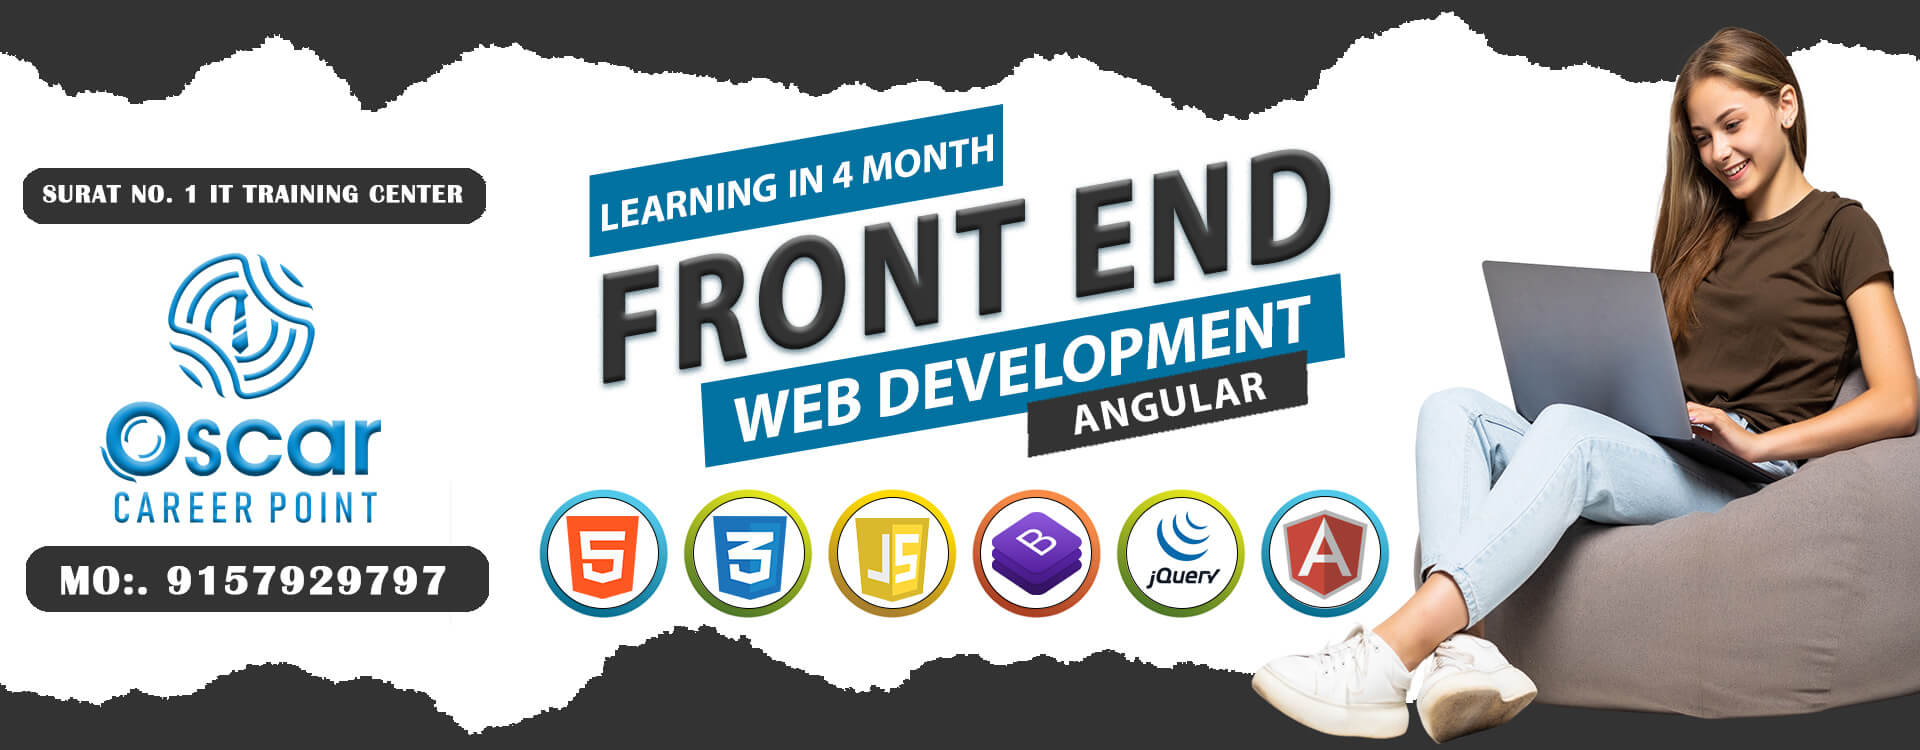 SURAT NO. 1 IT TRAINING CENTER
Oscar
CAREER POINT
MO:. 9157929797
LEARNING IN 4 MONTH
FRONT END
WEB DEVELOPMENT
ANGULAR
5
3
JS
B
jQuery
A